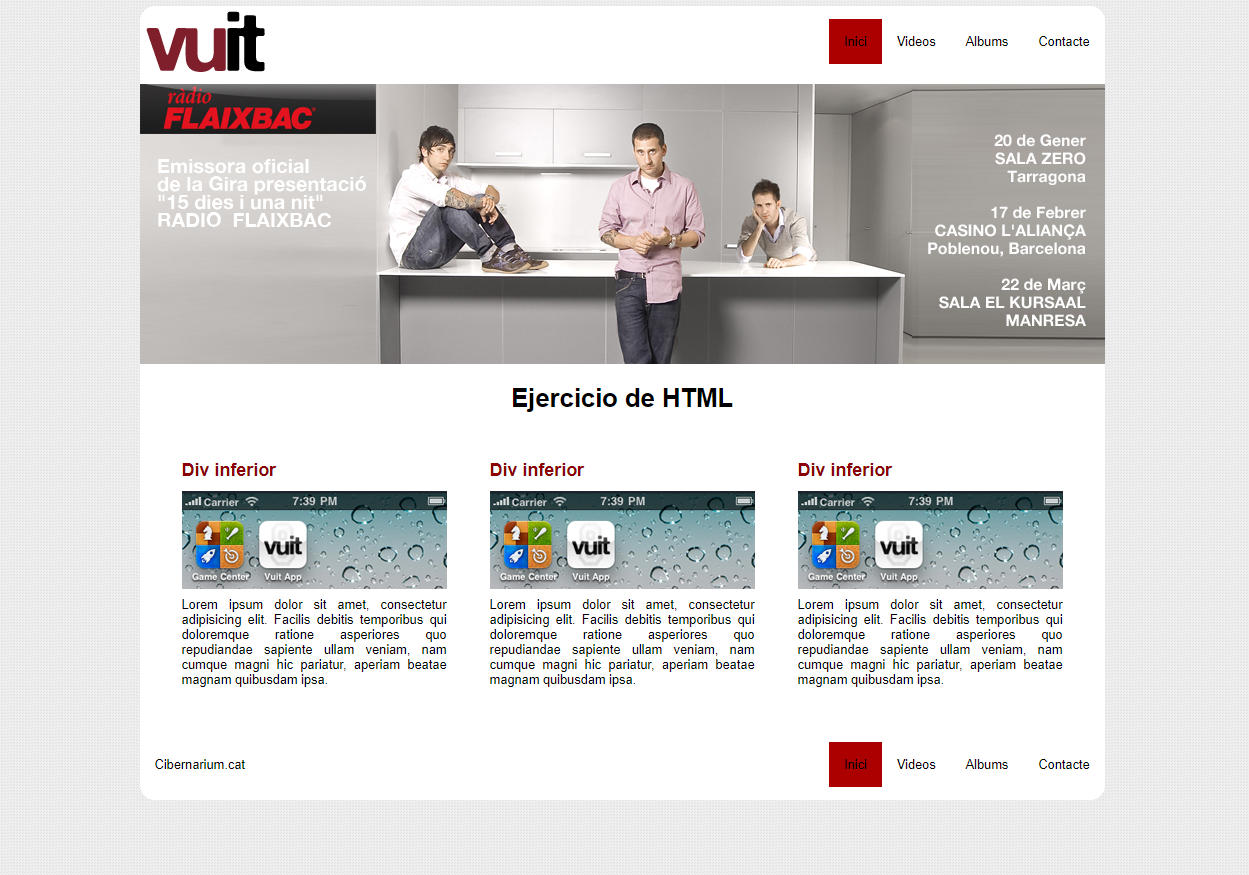 vuit
Inici Videos Albums Contacte
ràdio
FLAIXBAC
Emissora oficial
de la Gira presentació
"15 dies i una nit"
RADIO FLAIXBAC
20 de Gener
SALA ZERO
Tarragona
17 de Febrer
CASINO L'ALIANÇA
Poblenou, Barcelona
22 de Març
SALA EL KURSAAL
MANRESA
Ejercicio de HTML
Div inferior
Carrier 7:39 PM
vuit
Game Center Vuit App
Lorem ipsum dolor sit amet, consectetur
adipisicing elit. Facilis debitis temporibus qui
doloremque ratione asperiores quo
repudiandae sapiente ullam veniam, nam
cumque magni hic pariatur, aperiam beatae
magnam quibusdam ipsa.
Div inferior
Carrier 7:39 PM
vuit
Game Center Vuit App
Lorem ipsum dolor sit amet, consectetur
adipisicing elit. Facilis debitis temporibus qui
doloremque ratione asperiores quo
repudiandae sapiente ullam veniam, nam
cumque magni hic pariatur, aperiam beatae
magnam quibusdam ipsa.
Div inferior
Carrier 7:39 PM
vuit
Game Center Vuit App
Lorem ipsum dolor sit amet, consectetur
adipisicing elit. Facilis debitis temporibus qui
doloremque ratione asperiores quo
repudiandae sapiente ullam veniam, nam
cumque magni hic pariatur, aperiam beatae
magnam quibusdam ipsa.
Cibernarium.cat
Inici Videos Albums Contacte